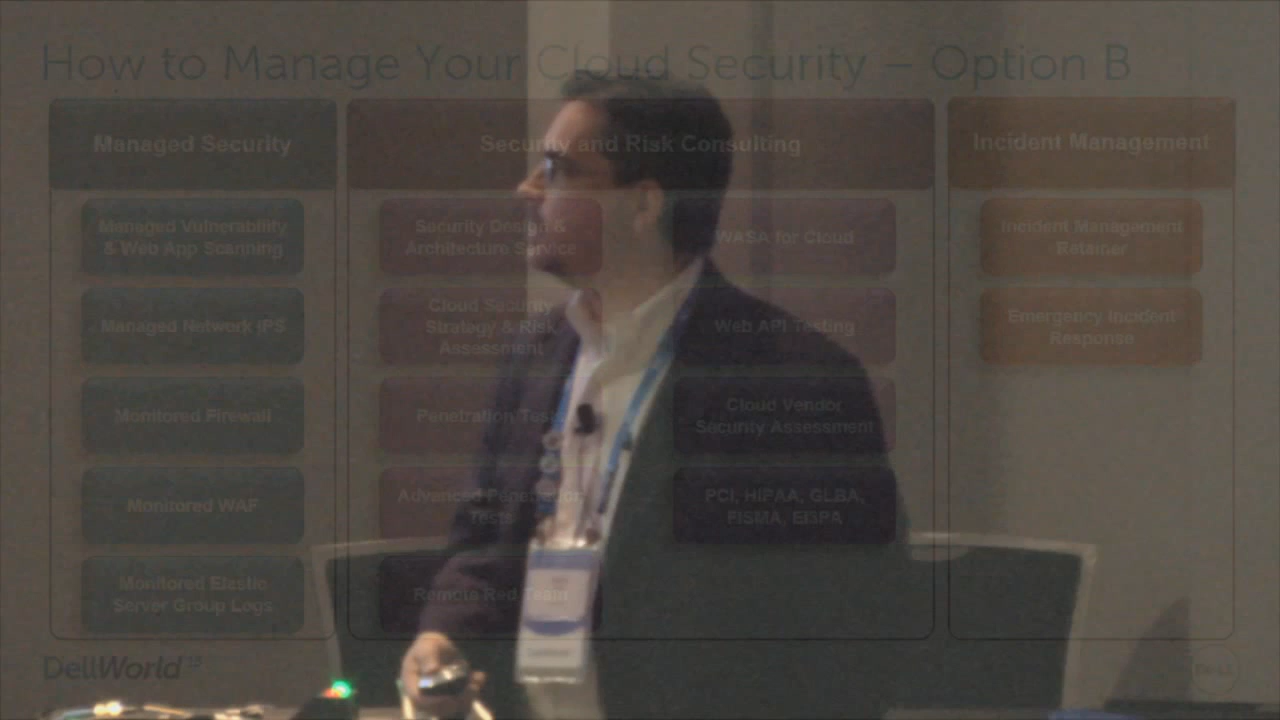 How to Manage Your Cloud Security – Option B
Managed Security
Managed Vulnerability
& Web App Scanning
Managed Network IPS
Monitored Firewall
Monitored WAF
Monitored Elastic
Server Group Logs
Security and Risk Consulting
Security Design &
Architecture Service
Cloud Security
Strategy & Risk
Assessment
Penetration Test
Advanced Penetration
Tests
Remote Red Team
WASA for Cloud
Web API Testing
Cloud Vendor
Security Assessment
PCI, HIPAA, GLBA,
FISMA, EI3PA
Incident Management
Incident Management
Retainer
Emergency Incident
Response
DellWorld